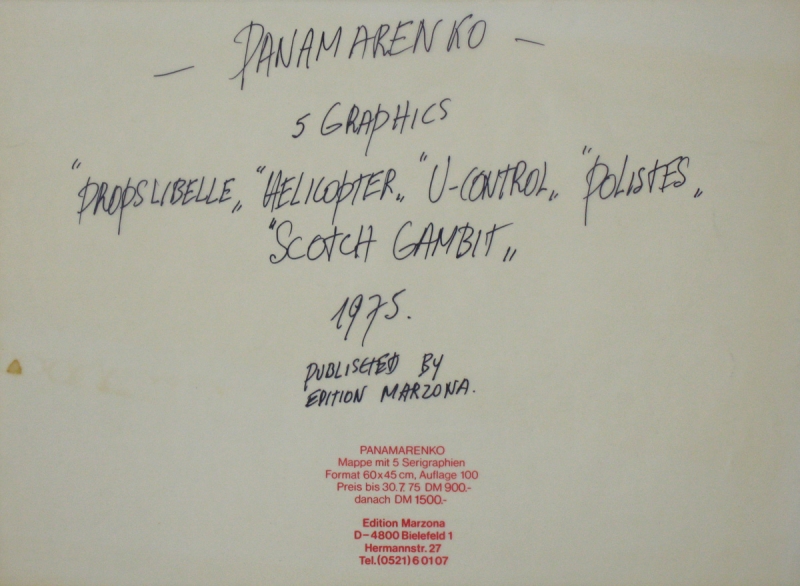 — PANAMARENKO —
5 GRAPHICS
"PROPSLIBELLE„ "HELICOPTER„ "U-CONTROL„ "POLISTES„
"SCOTCH GAMBIT„
1975.
PUBLISETED BY
EDITION MARZONA.
PANAMARENKO
Mappe mit 5 Serigraphien
Format 60x45 cm, Auflage 100
Preis bis 30.7. 75 DM 900.-
danach DM 1500.-
Edition Marzona
D-4800 Bielefeld 1
Hermannstr. 27
Tel.(0521)6 01 07